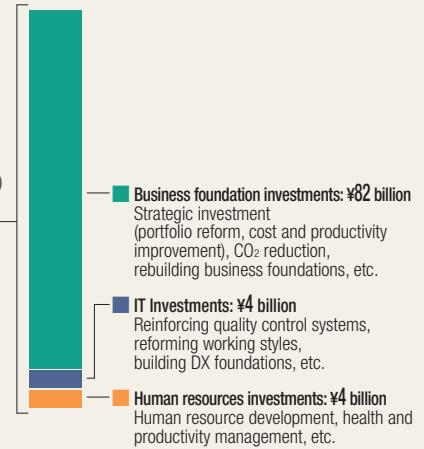 )
Business foundation investments: ¥82 billion
Strategic investment
(portfolio reform, cost and productivity
improvement), CO₂ reduction,
rebuilding business foundations, etc.
IT Investments: ¥4 billion
Reinforcing quality control systems,
reforming working styles,
building DX foundations, etc.
Human resources investments: ¥4 billion
Human resource development, health and
productivity management, etc.